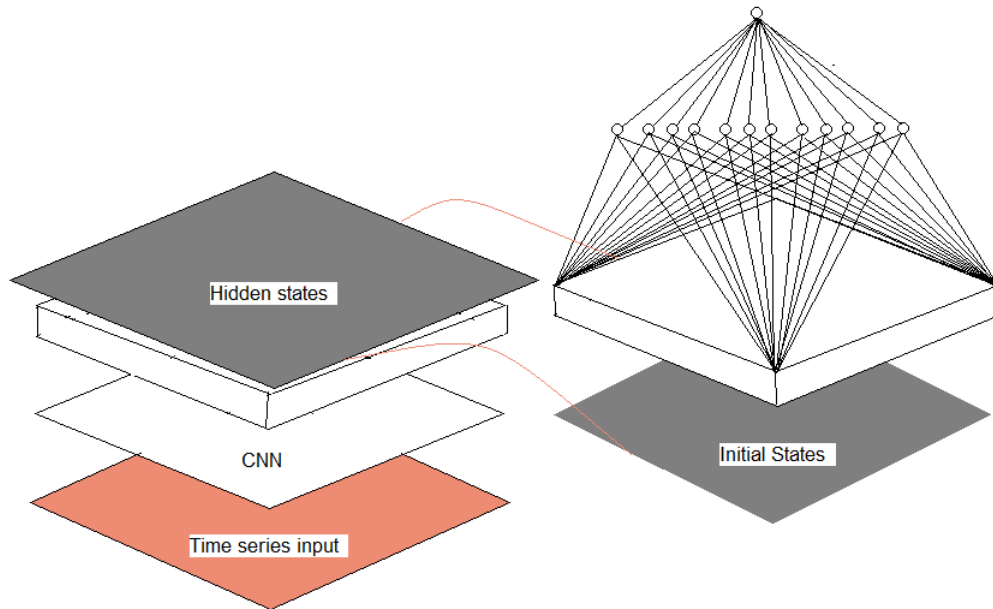 Hidden states
CNN
Time series input
Initial States